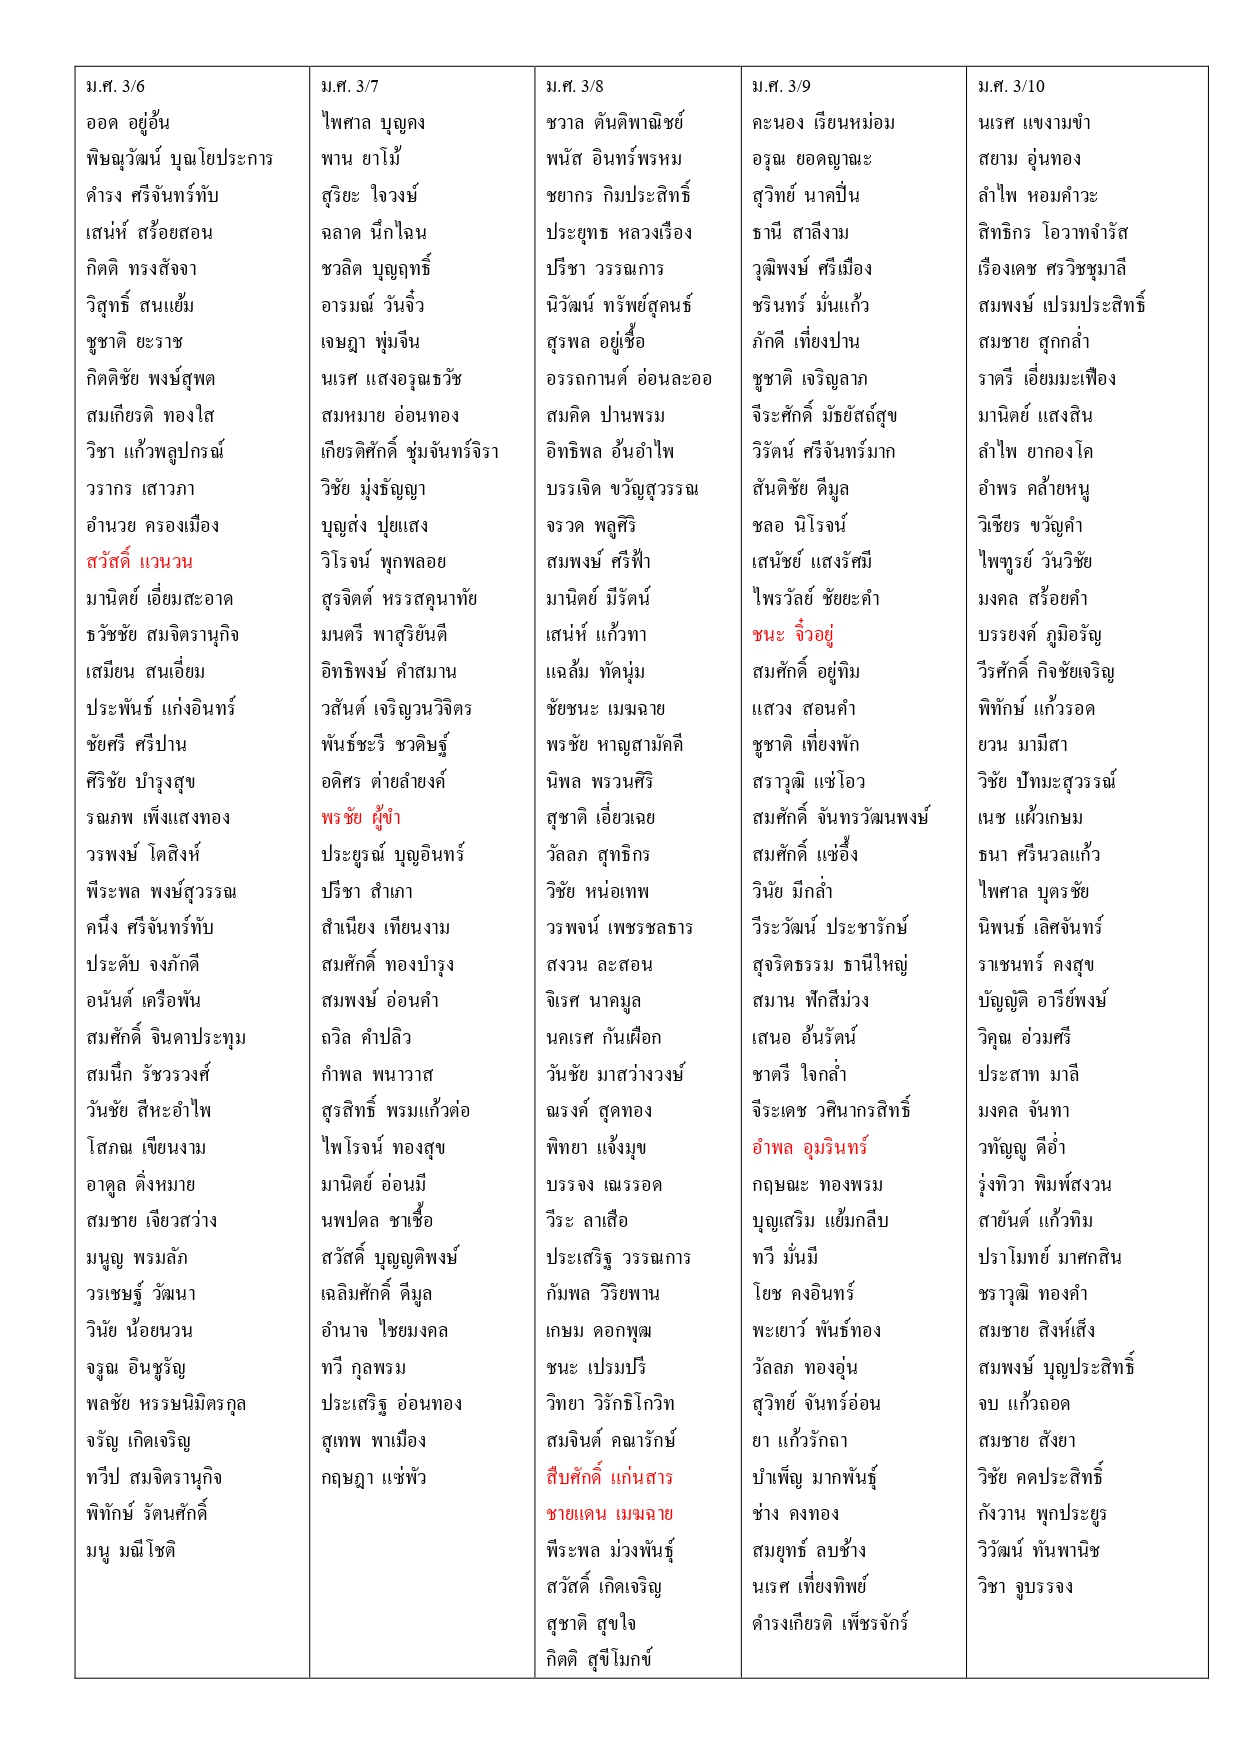 ม.ศ. 3/6
ออด อยู่อ้น
พิษณุวัฒน์ บุณโยประการ
ดำรง ศรีจันทร์ทับ
เสน่ห์ สร้อยสอน
กิตติ ทรงสัจจา
วิสุทธิ์ สนแย้ม
ชูชาติ ยะราช
กิตติชัย พงษ์สุพต
สมเกียรติ ทองใส
วิชา แก้วพลูปกรณ์
วรากร เสาวภา
อำนวย ครองเมือง
สวัสดิ์ แวนวน
มานิตย์ เอี่ยมสะอาด
ธวัชชัย สมจิตรานุกิจ
เสมียน สนเอี่ยม
ประพันธ์ แก่งอินทร์
ชัยศรี ศรีปาน
ศิริชัย บำรุงสุข
รณภพ เพ็งแสงทอง
วรพงษ์ โตสิงห์
พีระพล พงษ์สุวรรณ
คนึง ศรีจันทร์ทับ
ประดับ จงภักดี
อนันต์ เครือพัน
สมศักดิ์ จินดาประทุม
สมนึก รัชวรวงศ์
วันชัย สีหะอำไพ
โสภณ เขียนงาม
อาดูล ดิ่งหมาย
สมชาย เจียวสว่าง
มนูญ พรมลัภ
วรเชษฐ์ วัฒนา
วินัย น้อยนวน
จรูณ อินชูรัญ
พลชัย หรรษนิมิตรกุล
จรัญ เกิดเจริญ
ทวีป สมจิตรานุกิจ
พิทักษ์ รัตนศักดิ์
มนู มณีโชติ
ม.ศ. 3/7
ไพศาล บุญคง
พาน ยาโม้
สุริยะ ใจวงษ์
ฉลาด นึกไฉน
ชวลิต บุญฤทธิ์
อารมณ์ วันจิ๋ว
เจษฎา พุ่มจีน
นเรศ แสงอรุณธวัช
สมหมาย อ่อนทอง
เกียรติศักดิ์ ชุ่มจันทร์จิรา
วิชัย มุ่งธัญญา
บุญส่ง ปุยแสง
วิโรจน์ พุกพลอย
สุรจิตต์ หรรสคุนาทัย
มนตรี พาสุริยันตี
อิทธิพงษ์ คำสมาน
วสันต์ เจริญวนวิจิตร
พันธ์ชะรี ชวดิษฐ์
อดิศร ต่ายลำยงค์
พรชัย ผู้ขำ
ประยูรณ์ บุญอินทร์
ปรีชา สำเภา
สำเนียง เทียนงาม
สมศักดิ์ ทองบำรุง
สมพงษ์ อ่อนคำ
ถวิล คำปลิว
กำพล พนาวาส
สุรสิทธิ์ พรมแก้วต่อ
ไพโรจน์ ทองสุข
มานิตย์ อ่อนมี
นพปดล ชาเชื้อ
สวัสดิ์ บุญญติพงษ์
เฉลิมศักดิ์ ดีมูล
อำนาจ ไชยมงคล
ทวี กุลพรม
ประเสริฐ อ่อนทอง
สุเทพ พาเมือง
กฤษฎา แซ่พัว
ม.ศ. 3/8
ชวาล ตันติพาณิชย์
พนัส อินทร์พรหม
ชยากร กิมประสิทธิ์
ประยุทธ หลวงเรือง
ปรีชา วรรณการ
นิวัฒน์ ทรัพย์สุคนธ์
สุรพล อยู่เชื้อ
อรรถกานต์ อ่อนละออ
สมคิด ปานพรม
อิทธิพล อ้นอำไพ
บรรเจิด ขวัญสุวรรณ
จรวด พลูศิริ
สมพงษ์ ศรีฟ้า
มานิตย์ มีรัตน์
เสน่ห์ แก้วทา
แฉล้ม ทัดนุ่ม
ชัยชนะ เมฆฉาย
พรชัย หาญสามัคคี
นิพล พรวนศิริ
สุชาติ เอี่ยวเฉย
วัลลภ สุทธิกร
วิชัย หน่อเทพ
วรพจน์ เพชรชลธาร
สงวน ละสอน
จิเรศ นาคมูล
นคเรศ กันเผือก
วันชัย มาสว่างวงษ์
ณรงค์ สุดทอง
พิทยา แจ้งมุข
บรรจง เณรรอด
วีระ ลาเสือ
ประเสริฐ วรรณการ
กัมพล วิริยพาน
เกษม ดอกพุฒ
ชนะ เปรมปรี
วิทยา วิรักธิโกวิท
สมจินต์ คณารักษ์
สืบศักดิ์ แก่นสาร
ชายแดน เมฆฉาย
พีระพล ม่วงพันธุ์
สวัสดิ์ เกิดเจริญ
สุชาติ สุขใจ
กิตติ สุขีโมกข์
ม.ศ. 3/9
คะนอง เรียนหม่อม
อรุณ ยอดญาณะ
สุวิทย์ นาคปิ่น
ธานี สาลีงาม
วุฒิพงษ์ ศรีเมือง
ชรินทร์ มั่นแก้ว
ภักดี เที่ยงปาน
ชูชาติ เจริญลาภ
จีระศักดิ์ มัธยัสถ์สุข
วิรัตน์ ศรีจันทร์มาก
สันติชัย ดีมูล
ชลอ นิโรจน์
เสนัชย์ แสงรัศมี
ไพรวัลย์ ชัยยะคำ
ชนะ จิ๋วอยู่
สมศักดิ์ อยู่ทิม
แสวง สอนคำ
ชูชาติ เที่ยงพัก
สราวุฒิ แซ่โอว
สมศักดิ์ จันทรวัฒนพงษ์
สมศักดิ์ แซ่อึ้ง
วินัย มีกล่ำ
วีระวัฒน์ ประชารักษ์
สุจริตธรรม ธานีใหญ่
สมาน ฟักสีม่วง
เสนอ อ้นรัตน์
ชาตรี ใจกล่ำ
จีระเดช วศินากรสิทธิ์
อำพล อุมรินทร์
กฤษณะ ทองพรม
บุญเสริม แย้มกลีบ
ทวี มั่นมี
โยช คงอินทร์
พะเยาว์ พันธ์ทอง
วัลลภ ทองอุ่น
สุวิทย์ จันทร์อ่อน
ยา แก้วรักถา
บำเพ็ญ มากพันธุ์
ช่าง คงทอง
สมยุทธ์ ลบช้าง
นเรศ เที่ยงทิพย์
ดำรงเกียรติ เพ็ชรจักร์
ม.ศ. 3/10
นเรศ แขงามขำ
สยาม อุ่นทอง
ลำไพ หอมคำวะ
สิทธิกร โอวาทจำรัส
เรืองเดช ศรวิชชุมาลี
สมพงษ์ เปรมประสิทธิ์
สมชาย สุกกล่ำ
ราตรี เอี่ยมมะเฟือง
มานิตย์ แสงสิน
ลำไพ ยากองโค
อำพร คล้ายหนู
วิเชียร ขวัญคำ
ไพฑูรย์ วันวิชัย
มงคล สร้อยคำ
บรรยงค์ ภูมิอรัญ
วีรศักดิ์ กิจชัยเจริญ
พิทักษ์ แก้วรอด
ยวน มามีสา
วิชัย ปัทมะสุวรรณ์
เนช แผ้วเกษม
ธนา ศรีนวลแก้ว
ไพศาล บุตรชัย
นิพนธ์ เลิศจันทร์
ราเชนทร์ คงสุข
บัญญัติ อารีย์พงษ์
วิคุณ อ่วมศรี
ประสาท มาลี
มงคล จันทา
วทัญญู ดีอ่ำ
รุ่งทิวา พิมพ์สงวน
สายันต์ แก้วทิม
ปราโมทย์ มาศกสิน
ชราวุฒิ ทองคำ
สมชาย สิงห์เส็ง
สมพงษ์ บุญประสิทธิ์
จบ แก้วถอด
สมชาย สังยา
วิชัย คดประสิทธิ์
กังวาน พุกประยูร
วิวัฒน์ ทันพานิช
วิชา จูบรรจง